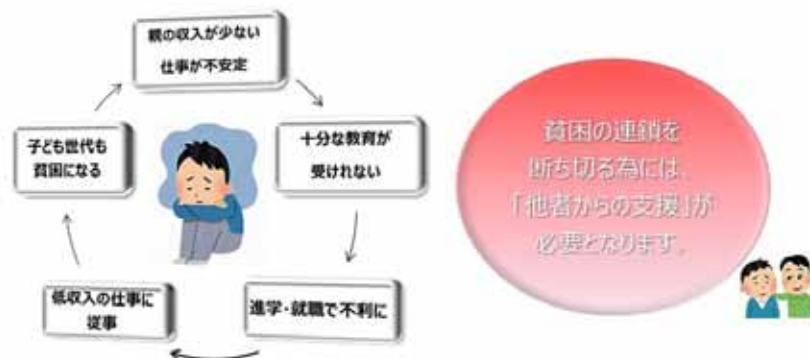 親の収入が少ない
仕事が不安定
十分な教育が
受けれない
進学・就職で不利に
低収入の仕事に
従事
子ども世代も
貧困になる
貧困の連鎖を
断ち切る為には、
「他者からの支援」が
必要となります。